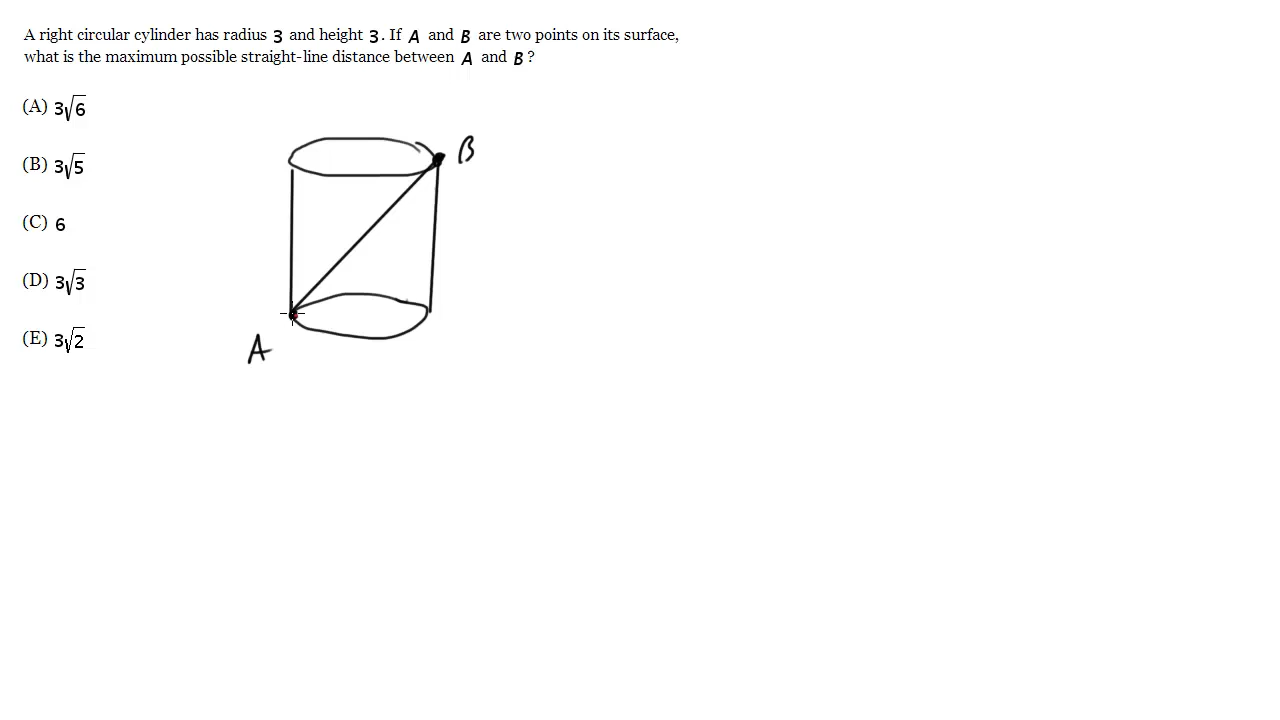 A right circular cylinder has radius 3 and height 3. If A and B are two points on its surface,
what is the maximum possible straight-line distance between A and B?
(A) 3√6
(B) 3√5
(C) 6
(D) 3√3
(E) 3√2
B
A